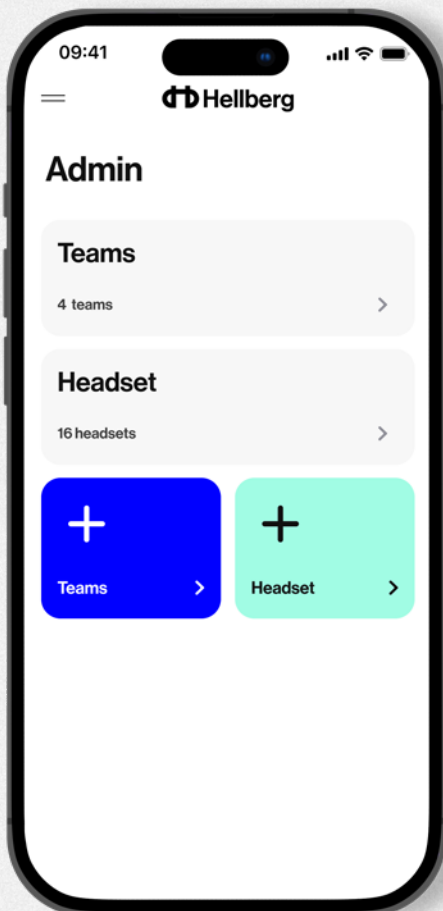 09:41
Hellberg
Admin
Teams
4 teams
Headset
16 headsets
Teams
Headset